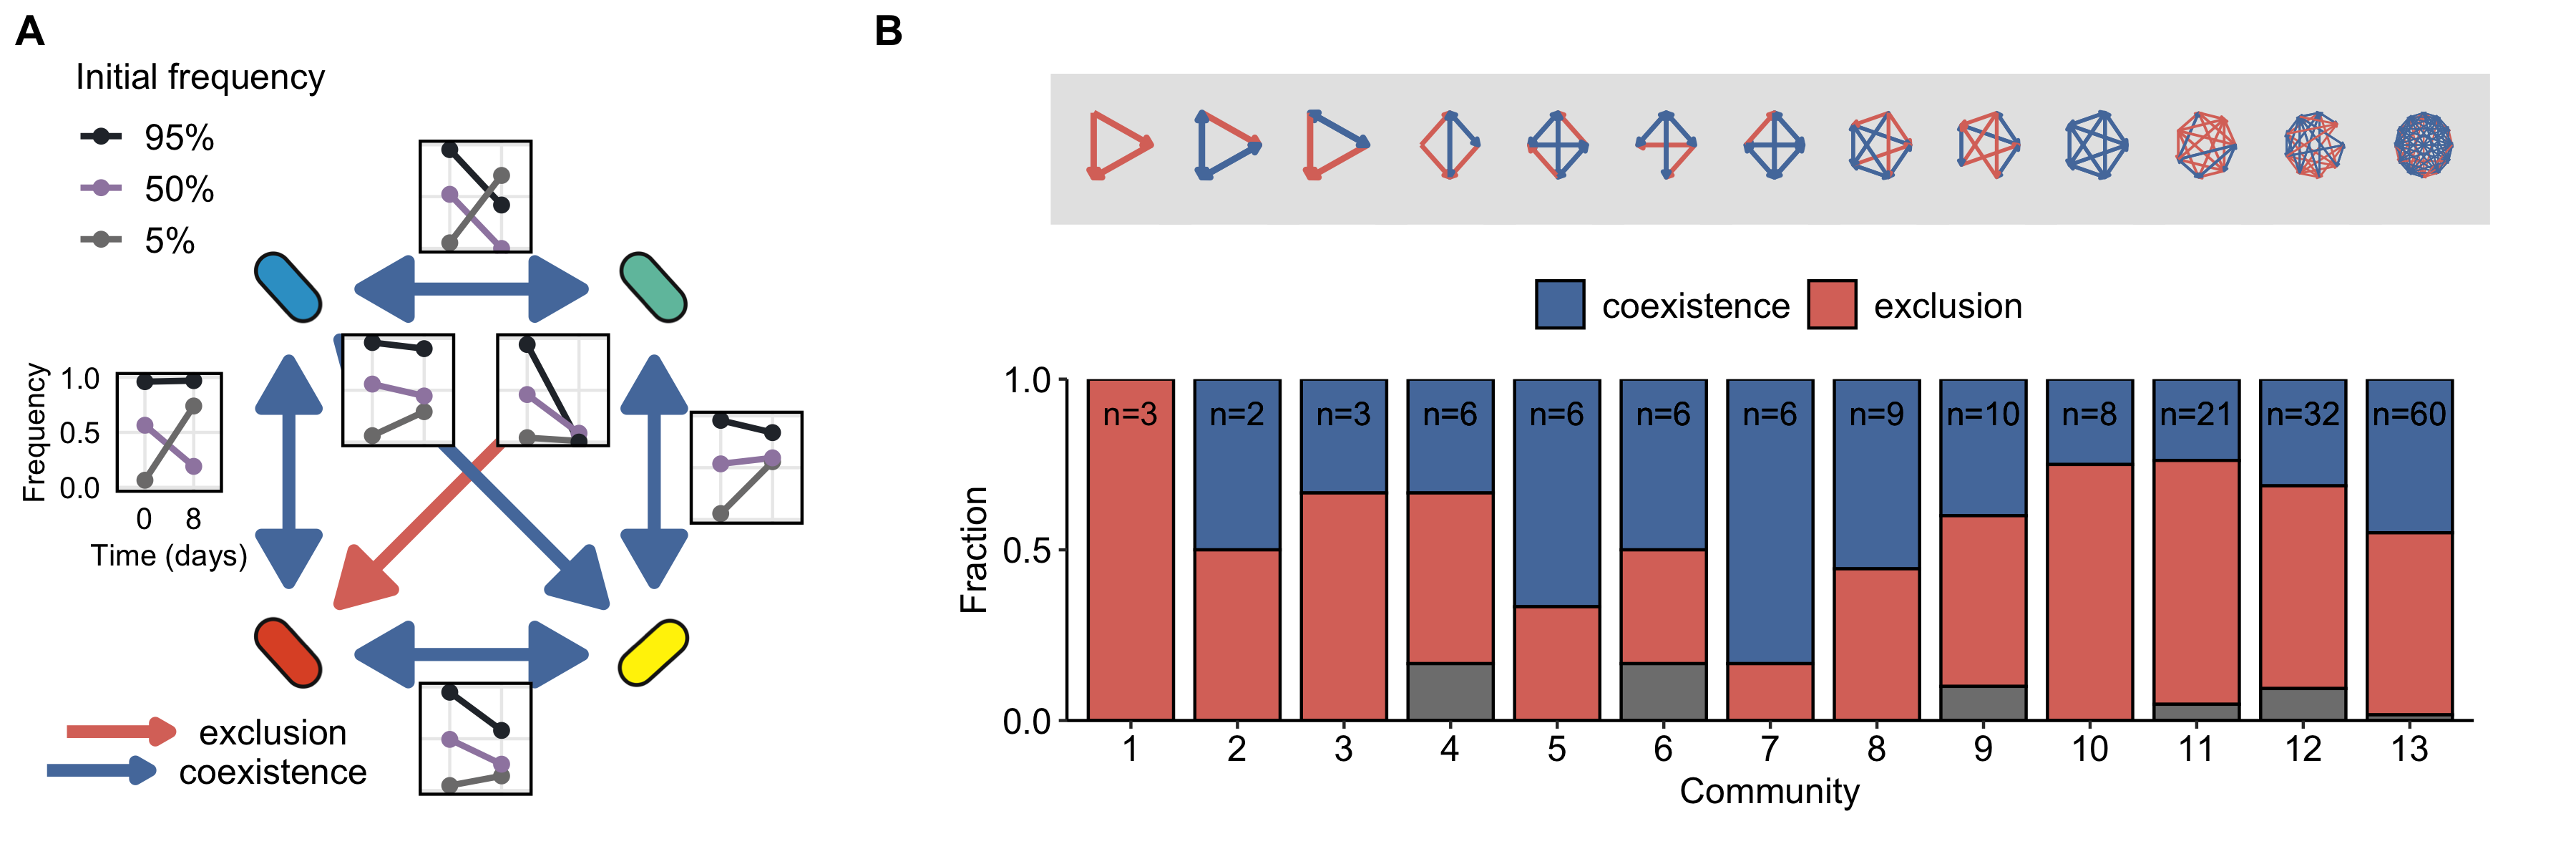 A
Initial frequency
95%
50%
5%
Frequency
1.0
0.5
0.0
0 8
Time (days)
exclusion
coexistence
B
coexistence exclusion
Fraction
1.0
0.5
0.0
n=3 n=2 n=3 n=6 n=6 n=6 n=6 n=9 n=10 n=8 n=21 n=32 n=60
1 2 3 4 5 6 7 8 9 10 11 12 13
Community